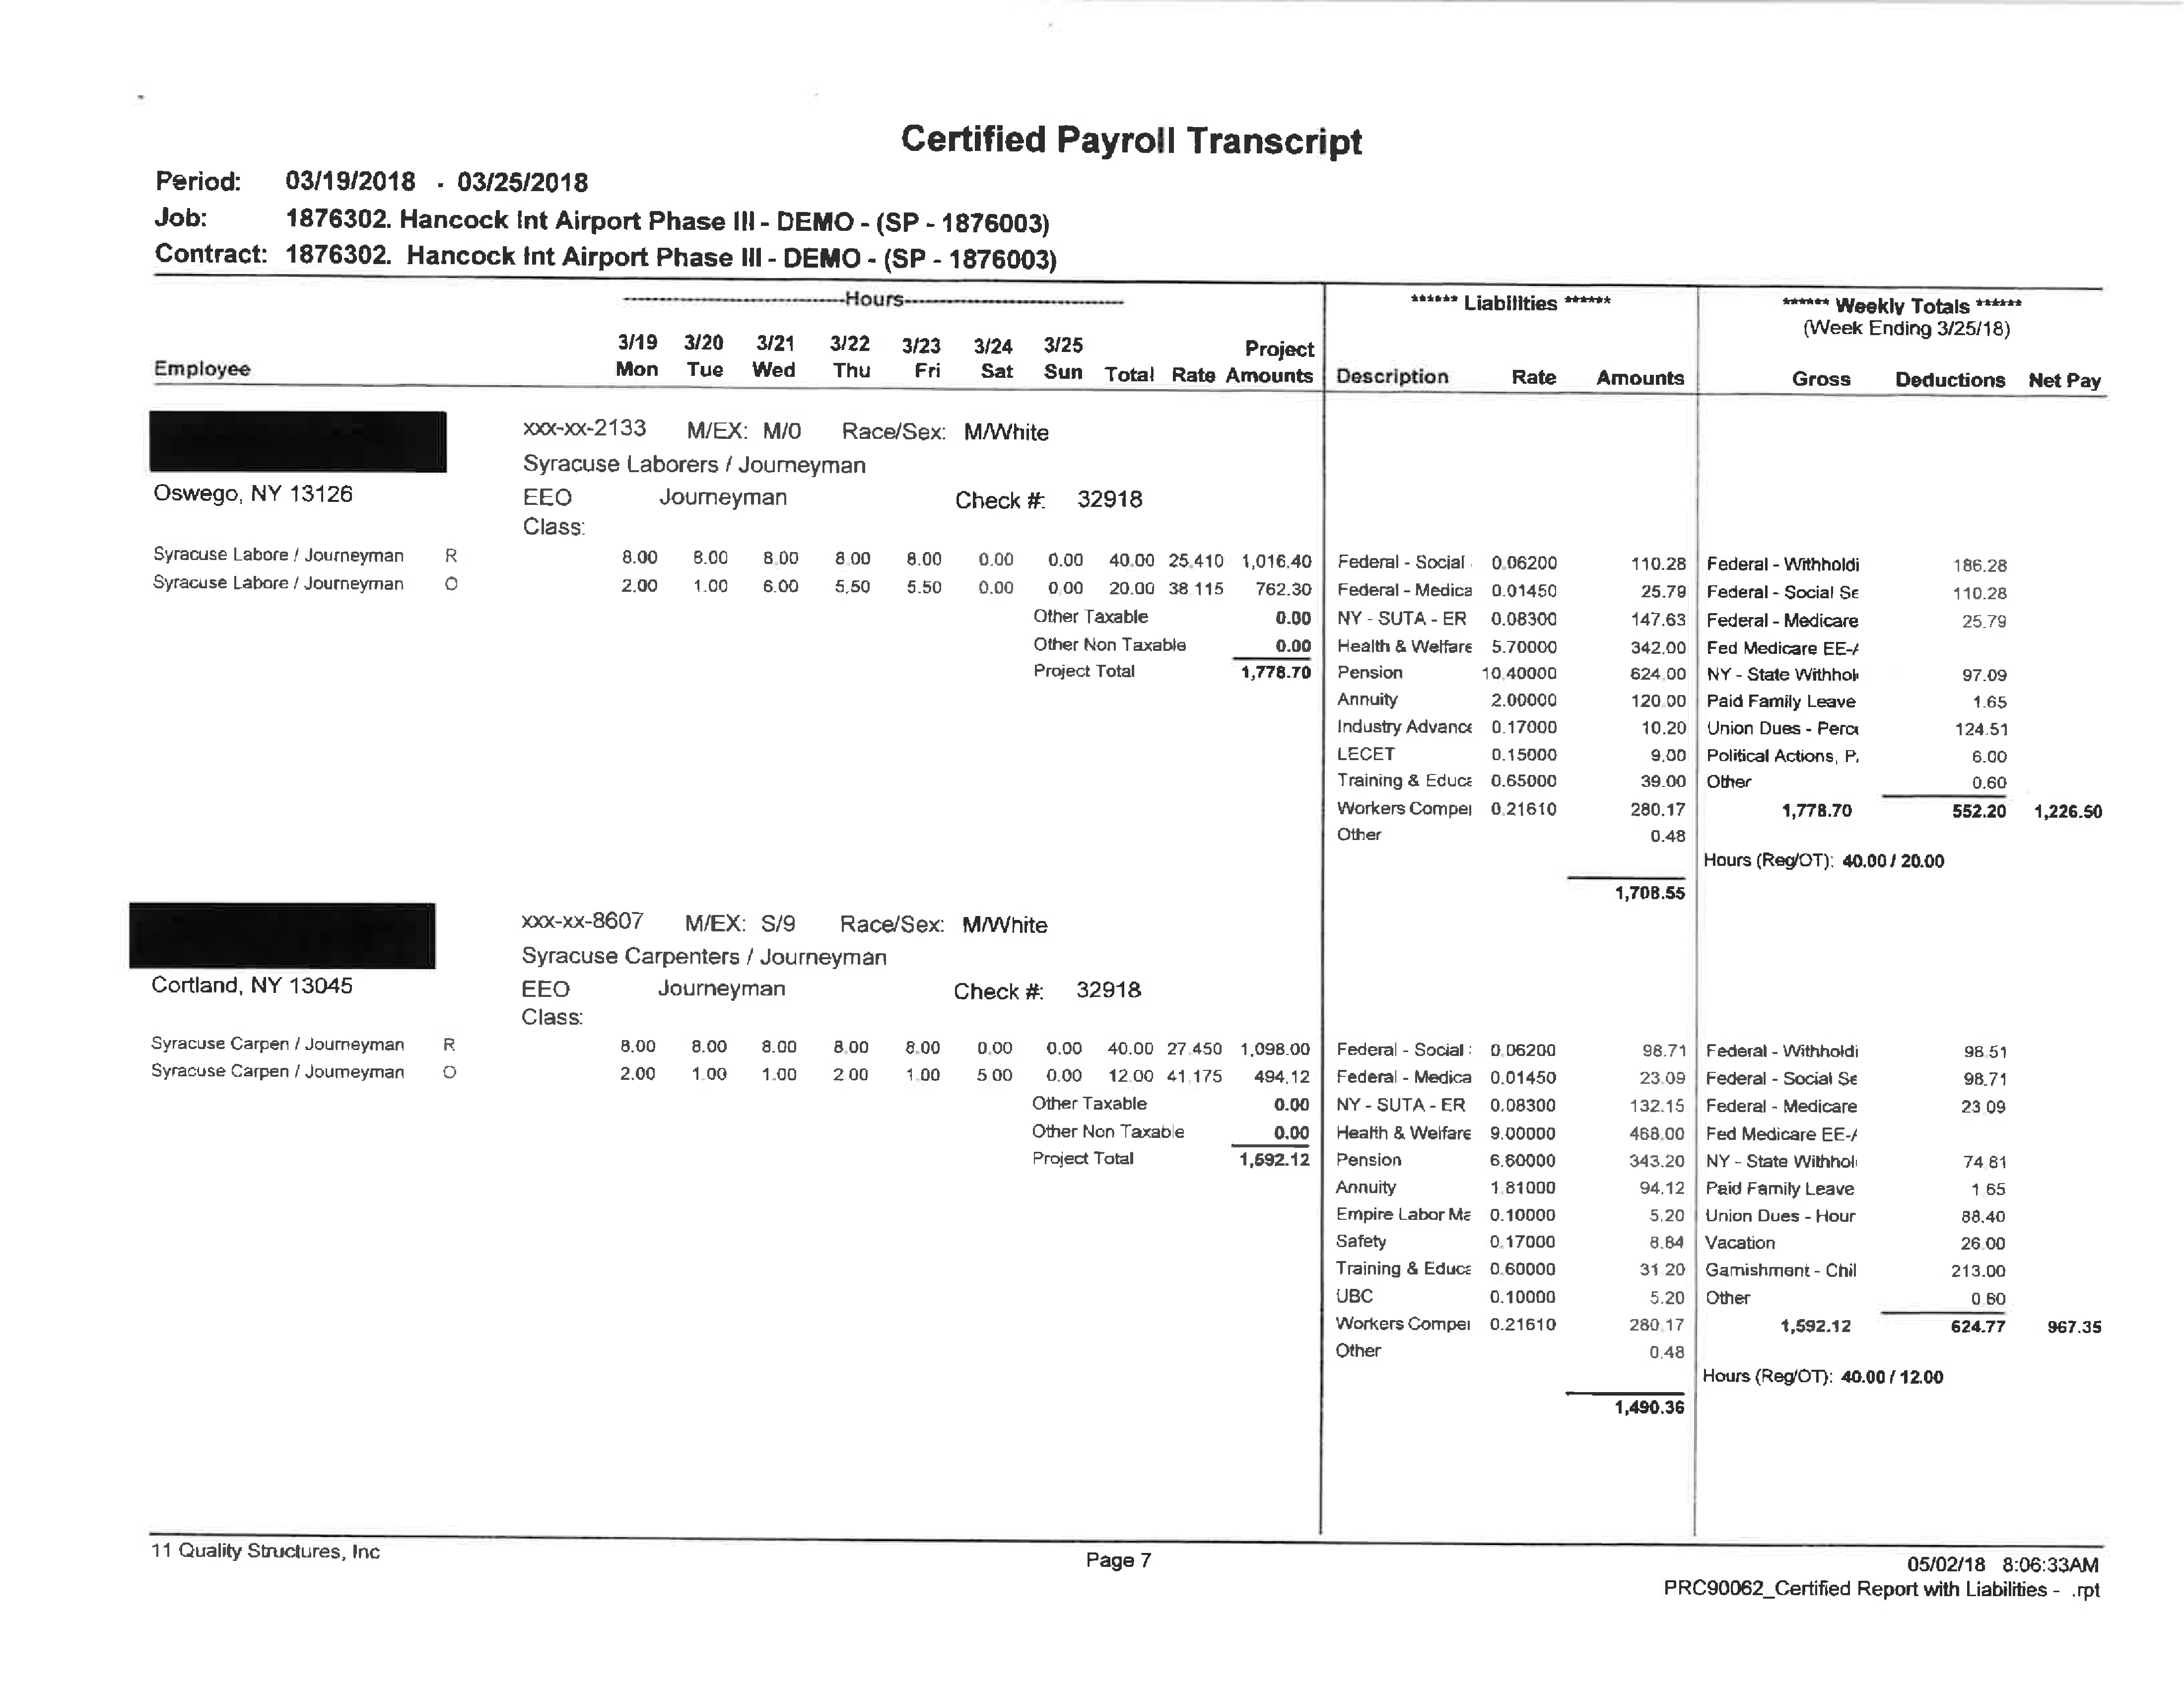 Certified Payroll Transcript
Period: 03/19/2018 - 03/25/2018
Job: 1876302. Hancock Int Airport Phase III - DEMO - (SP - 1876003)
Contract: 1876302. Hancock Int Airport Phase III - DEMO - (SP - 1876003)
-----Hours----- ****** Liabilities ****** ****** Weekly Totals ******
(Week Ending 3/25/18)
3/19 3/20 3/21 3/22 3/23 3/24 3/25 Project
Employee Mon Tue Wed Thu Fri Sat Sun Total Rate Amounts Description Rate Amounts Gross Deductions Net Pay
xxx-xx-2133 M/EX: M/0 Race/Sex: M/White
Syracuse Laborers / Journeyman
Oswego, NY 13126 EEO Journeyman Check #: 32918
Class:
Syracuse Labore / Journeyman R 8.00 8.00 8.00 8.00 8.00 0.00 0.00 40.00 25.410 1,016.40 Federal - Social 0.06200 110.28 Federal - Withholdi 186.28
Syracuse Labore / Journeyman O 2.00 1.00 6.00 5.50 5.50 0.00 0.00 20.00 38.115 762.30 Federal - Medica 0.01450 25.79 Federal - Social Se 110.28
Other Taxable 0.00 NY - SUTA - ER 0.08300 147.63 Federal - Medicare 25.79
Other Non Taxable 0.00 Health & Welfare 5.70000 342.00 Fed Medicare EE-/
Project Total 1,778.70 Pension 10.40000 624.00 NY - State Withhol 97.09
Annuity 2.00000 120.00 Paid Family Leave 1.65
Industry Advance 0.17000 10.20 Union Dues - Perce 124.51
LECET 0.15000 9.00 Political Actions, P. 6.00
Training & Educa 0.65000 39.00 Other 0.60
Workers Compe 0.21610 280.17 1,778.70 552.20 1,226.50
Other 0.48
Hours (Reg/OT): 40.00 / 20.00
1,708.55
xxx-xx-8607 M/EX: S/9 Race/Sex: M/White
Syracuse Carpenters / Journeyman
Cortland, NY 13045 EEO Journeyman Check #: 32918
Class:
Syracuse Carpen / Journeyman R 8.00 8.00 8.00 8.00 8.00 0.00 0.00 40.00 27.450 1,098.00 Federal - Social : 0.06200 98.71 Federal - Withholdi 98.51
Syracuse Carpen / Journeyman O 2.00 1.00 1.00 2.00 1.00 5.00 0.00 12.00 41.175 494.12 Federal - Medica 0.01450 23.09 Federal - Social Se 98.71
Other Taxable 0.00 NY - SUTA - ER 0.08300 132.15 Federal - Medicare 23.09
Other Non Taxable 0.00 Health & Welfare 9.00000 468.00 Fed Medicare EE-/
Project Total 1,592.12 Pension 6.60000 343.20 NY - State Withhol 74.81
Annuity 1.81000 94.12 Paid Family Leave 1.65
Empire Labor Ma 0.10000 5.20 Union Dues - Hour 88.40
Safety 0.17000 8.84 Vacation 26.00
Training & Educa 0.60000 31.20 Garnishment - Chil 213.00
UBC 0.10000 5.20 Other 0.60
Workers Compe 0.21610 280.17 1,592.12 624.77 967.35
Other 0.48
Hours (Reg/OT): 40.00 / 12.00
1,490.36
11 Quality Structures, Inc Page 7 05/02/18 8:06:33AM
PRC90062_Certified Report with Liabilities - .rpt